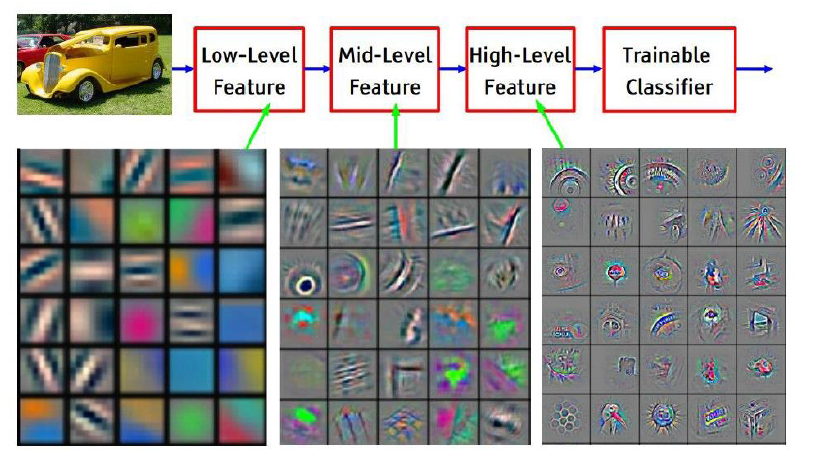 Low-Level
Feature
Mid-Level
Feature
High-Level
Feature
Trainable
Classifier